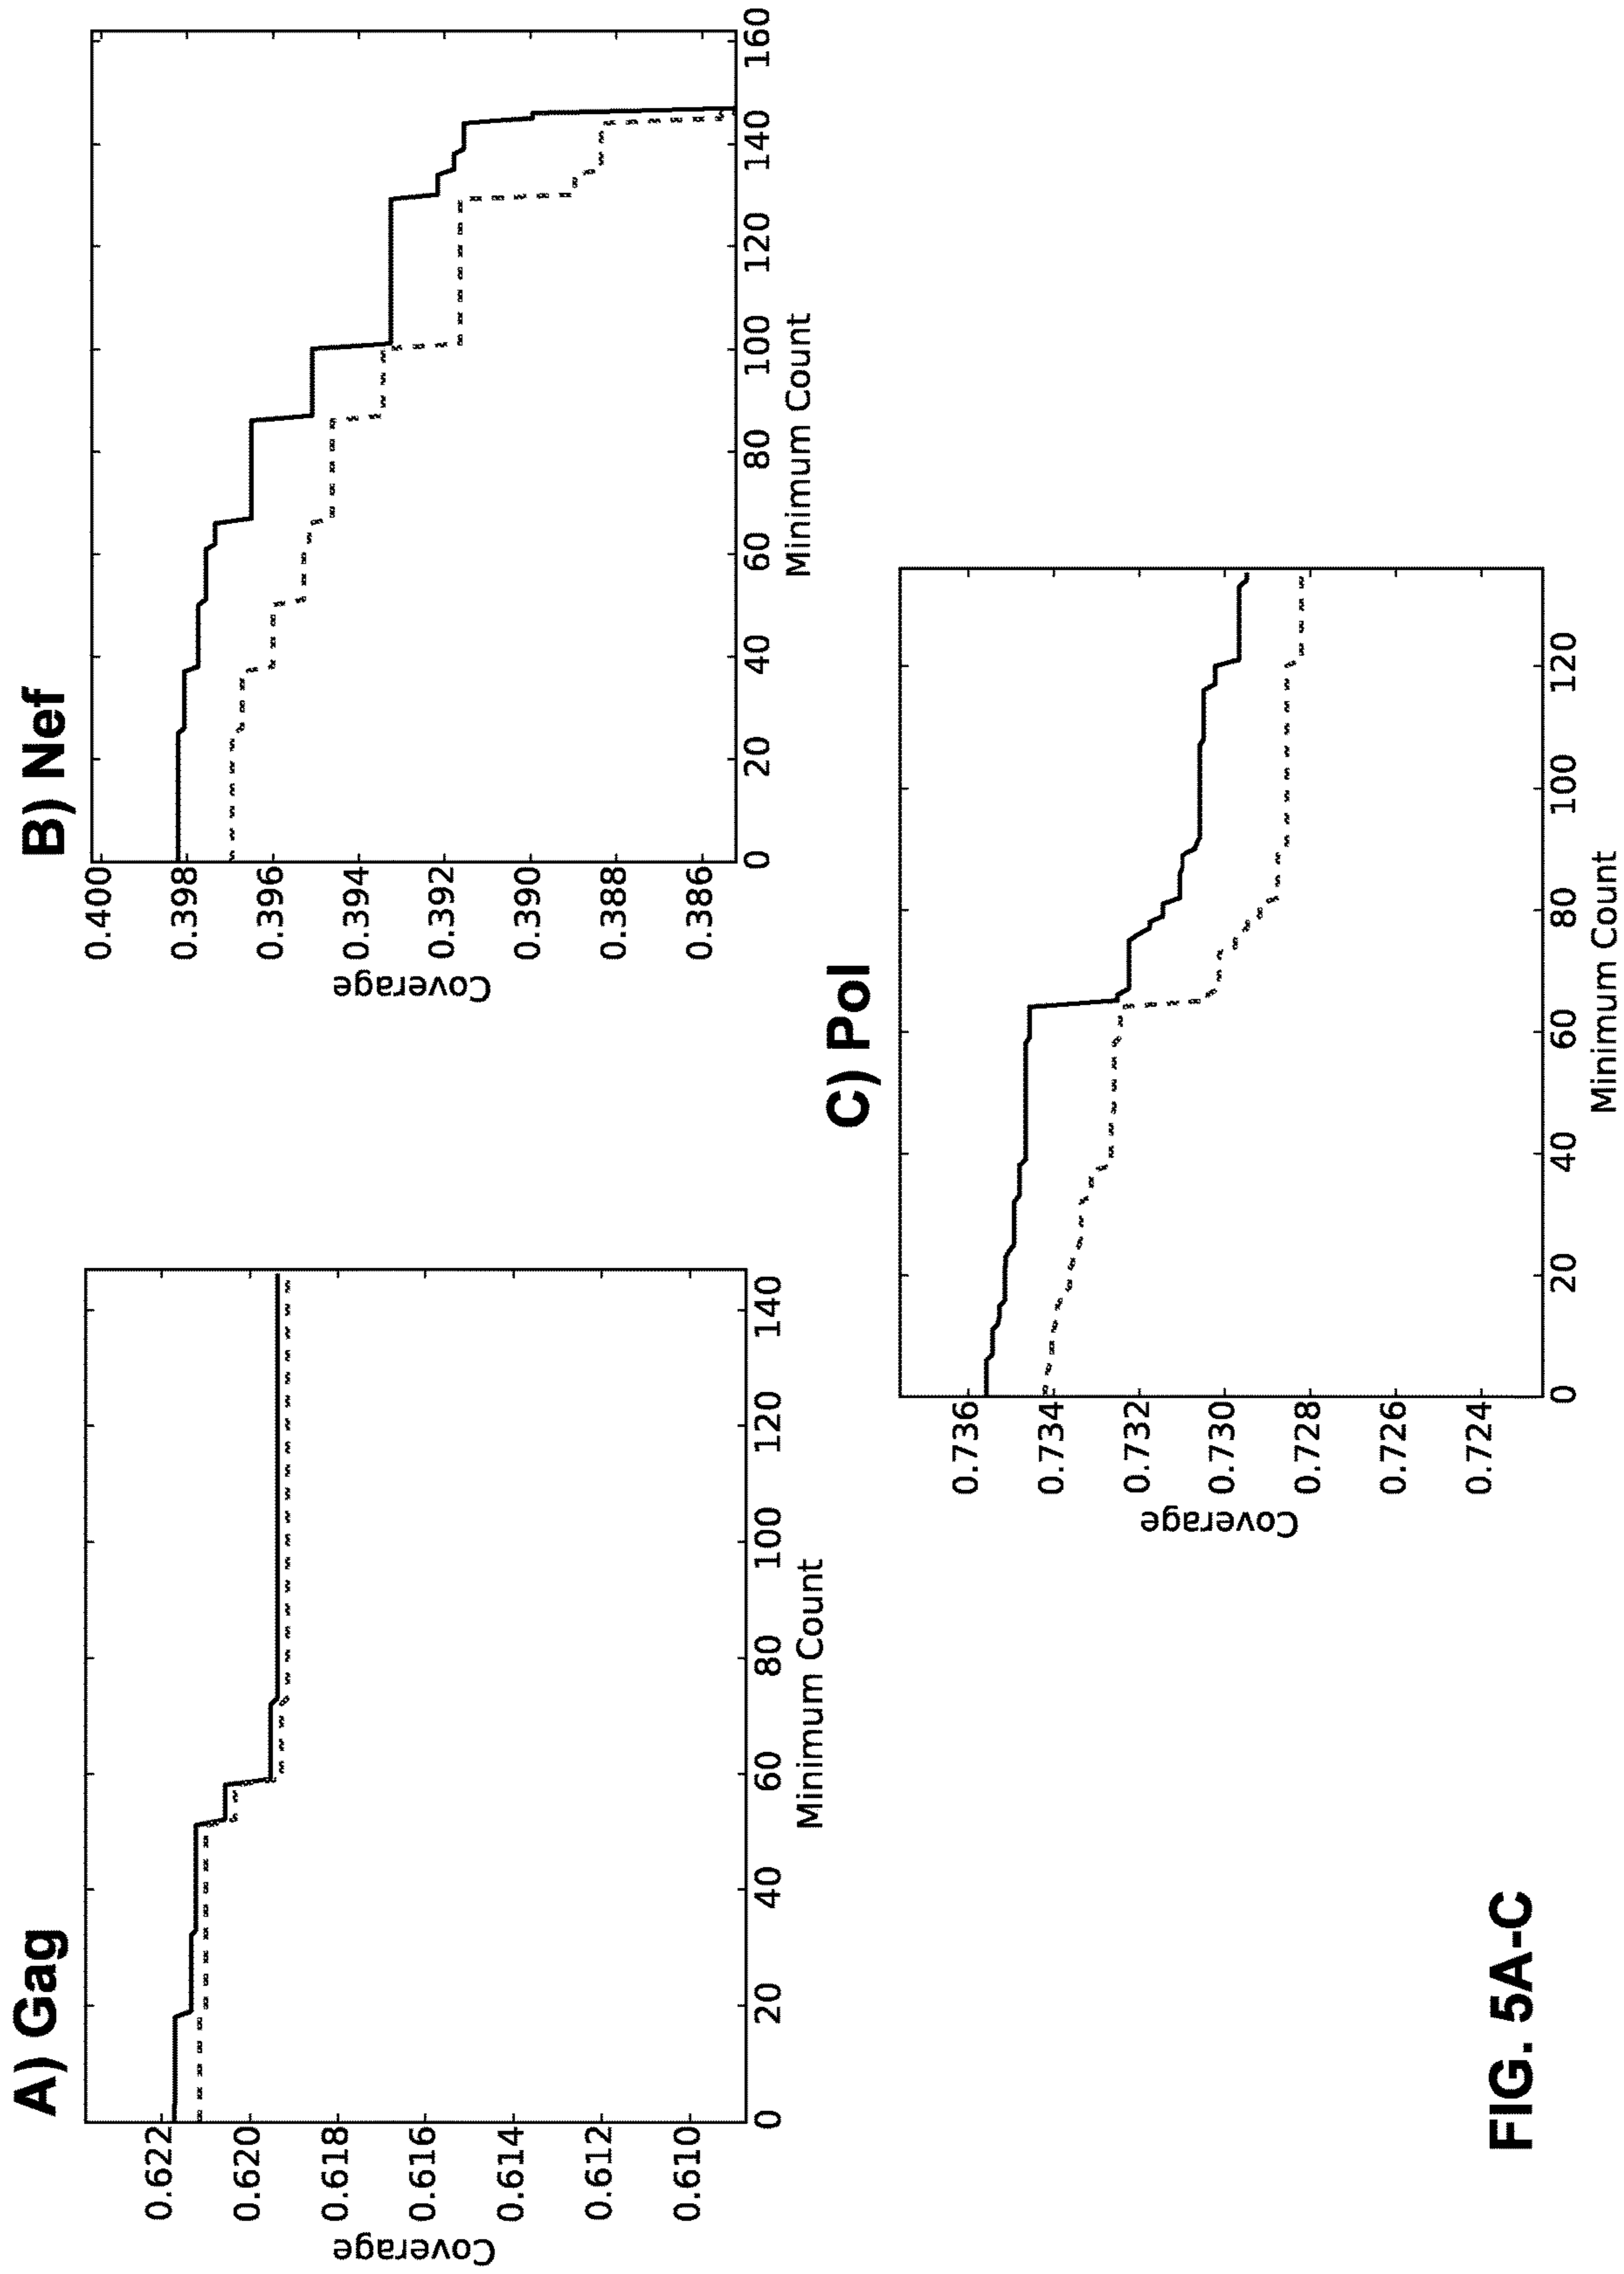 A) Gag
Coverage
0.622
0.620
0.618
0.616
0.614
0.612
0.610
0 20 40 60 80 100 120 140
Minimum Count
B) Nef
Coverage
0.400
0.398
0.396
0.394
0.392
0.390
0.388
0.386
0 20 40 60 80 100 120 140 160
Minimum Count
C) Pol
Coverage
0.736
0.734
0.732
0.730
0.728
0.726
0.724
0 20 40 60 80 100 120
Minimum Count
FIG. 5A-C